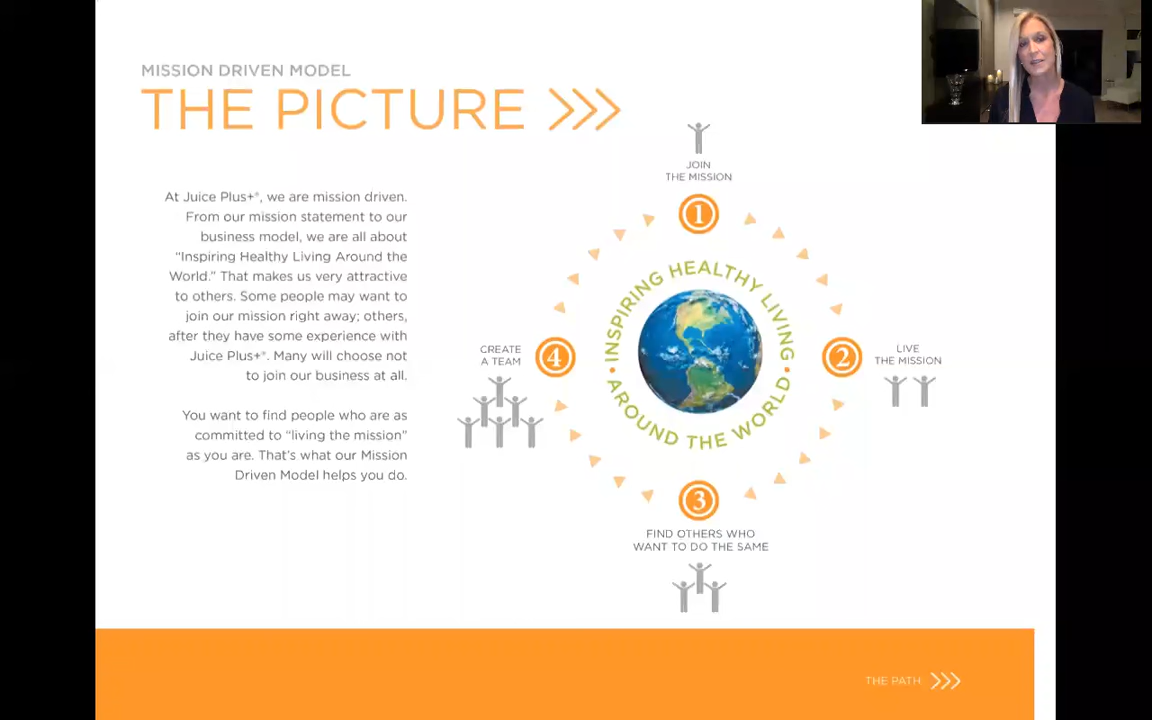 MISSION DRIVEN MODEL
THE PICTURE
At Juice Plus+®, we are mission driven.
From our mission statement to our
business model, we are all about
“Inspiring Healthy Living Around the
World.” That makes us very attractive
to others. Some people may want to
join our mission right away; others,
after they have some experience with
Juice Plus+®. Many will choose not
to join our business at all.
You want to find people who are as
committed to “living the mission”
as you are. That’s what our Mission
Driven Model helps you do.
JOIN
THE MISSION
1
INSPIRING HEALTHY LIVING
AROUND THE WORLD
2
LIVE
THE MISSION
3
FIND OTHERS WHO
WANT TO DO THE SAME
CREATE
A TEAM
4
THE PATH